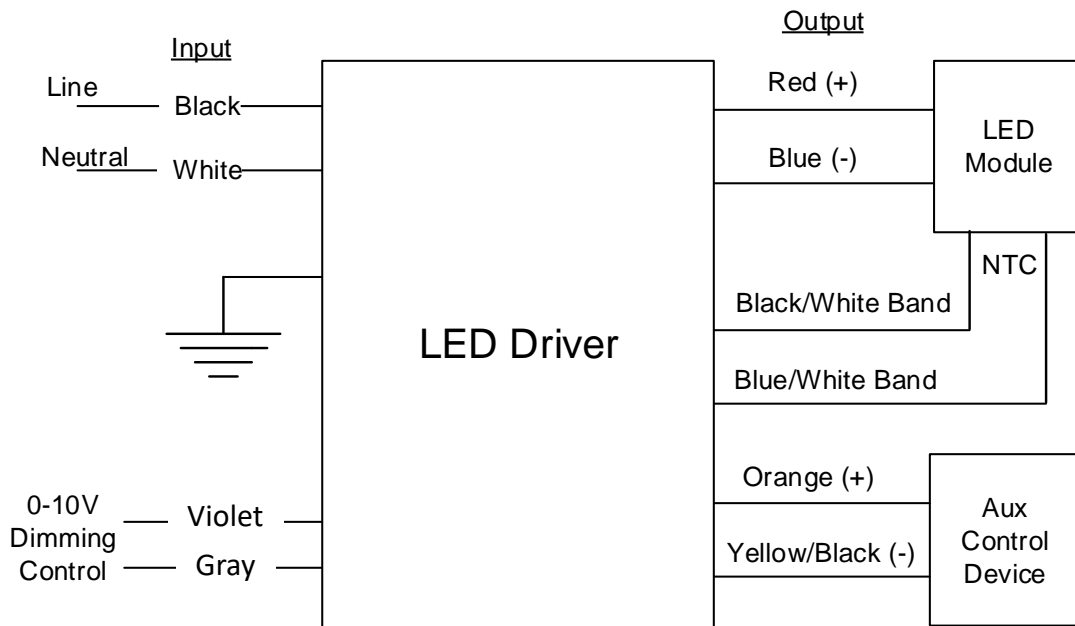 Input
Line
Black
Neutral
White
0-10V
Dimming
Control
Violet
Gray
LED Driver
Output
Red (+)
Blue (-)
LED
Module
NTC
Black/White Band
Blue/White Band
Orange (+)
Yellow/Black (-)
Aux
Control
Device